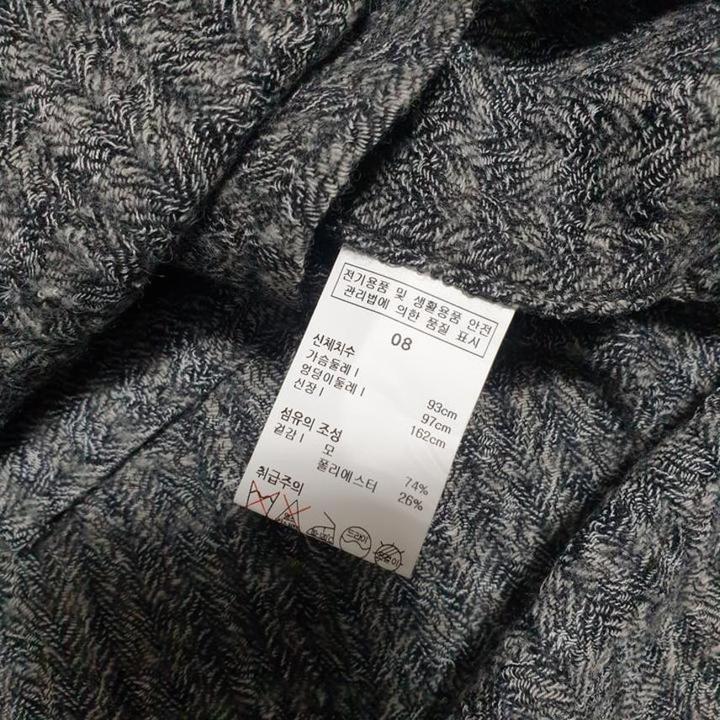 전기용품 및 생활용품 안전
관리법에 의한 품질 표시
08
신체치수
가슴둘레 | 93cm
엉덩이둘레 | 97cm
신장 | 162cm
섬유의 조성
겉감 | 모 74%
폴리에스터 26%
취급주의
드라이